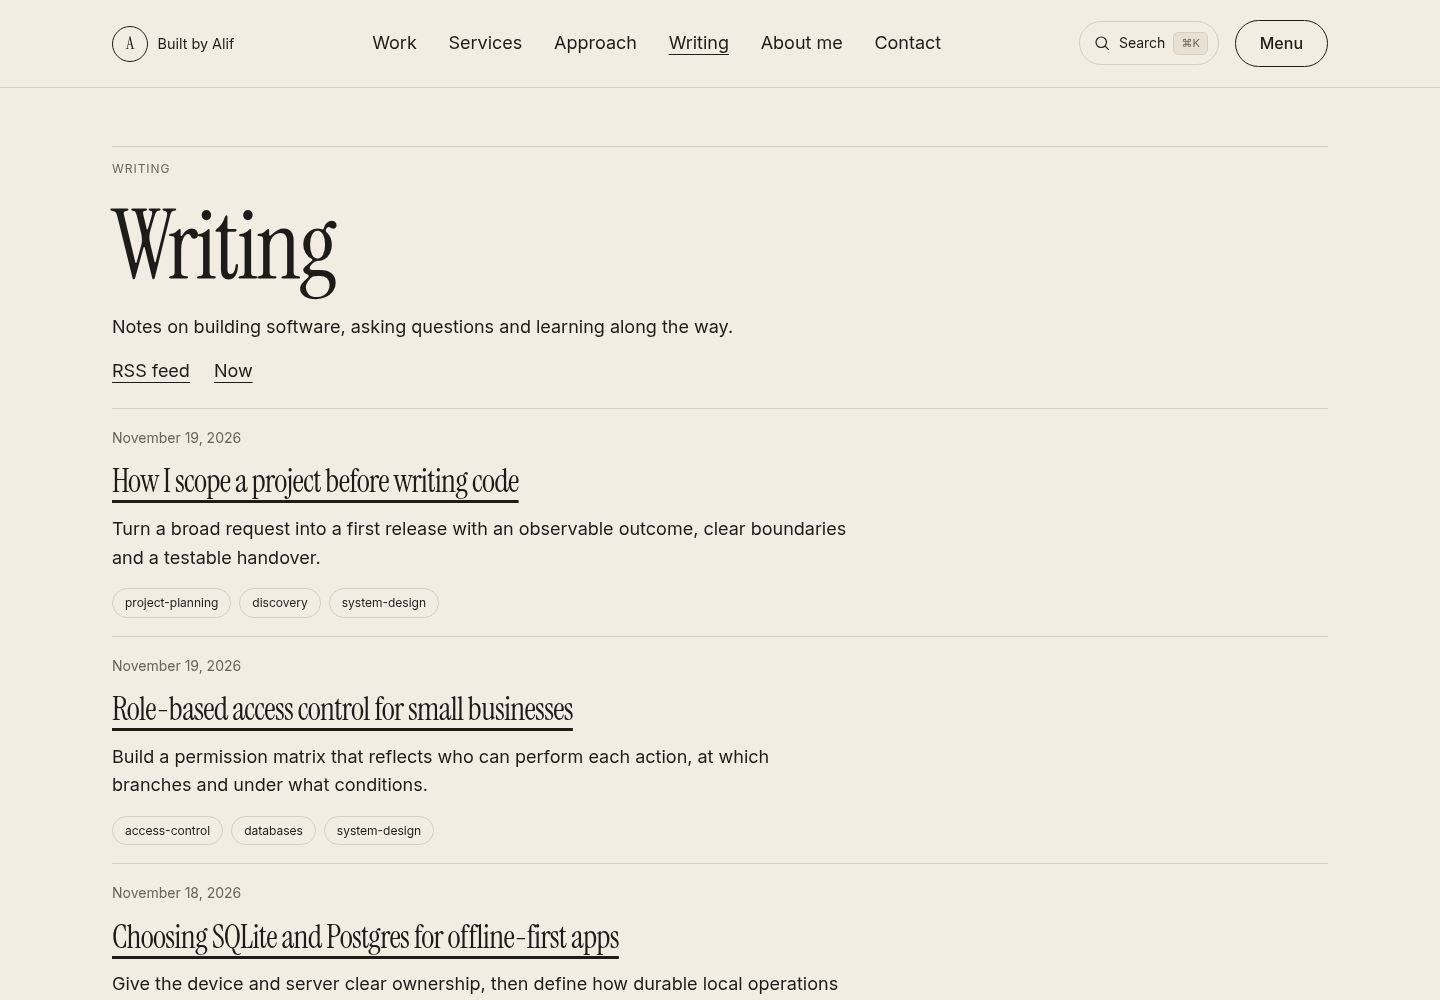 A Built by Alif
Work Services Approach Writing About me Contact
Search ⌘K Menu
WRITING
Writing
Notes on building software, asking questions and learning along the way.
RSS feed Now
November 19, 2026
How I scope a project before writing code
Turn a broad request into a first release with an observable outcome, clear boundaries
and a testable handover.
project-planning discovery system-design
November 19, 2026
Role-based access control for small businesses
Build a permission matrix that reflects who can perform each action, at which
branches and under what conditions.
access-control databases system-design
November 18, 2026
Choosing SQLite and Postgres for offline-first apps
Give the device and server clear ownership, then define how durable local operations